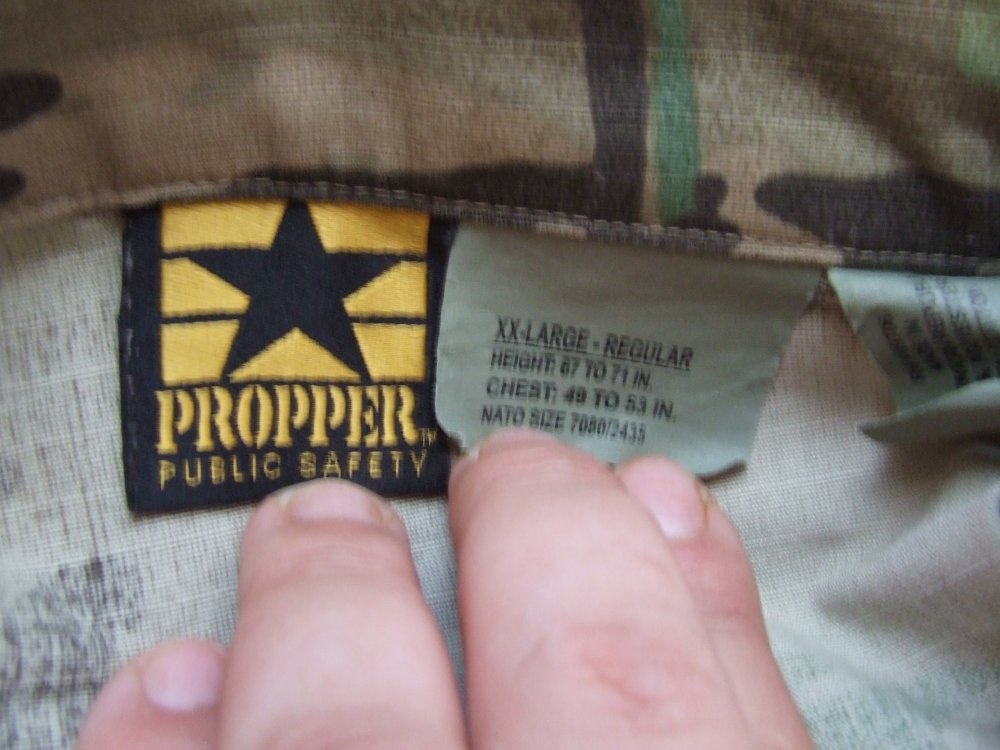 PROPPER™
PUBLIC SAFETY
XX-LARGE - REGULAR
HEIGHT: 67 TO 71 IN.
CHEST: 49 TO 53 IN.
NATO SIZE 7080/2435